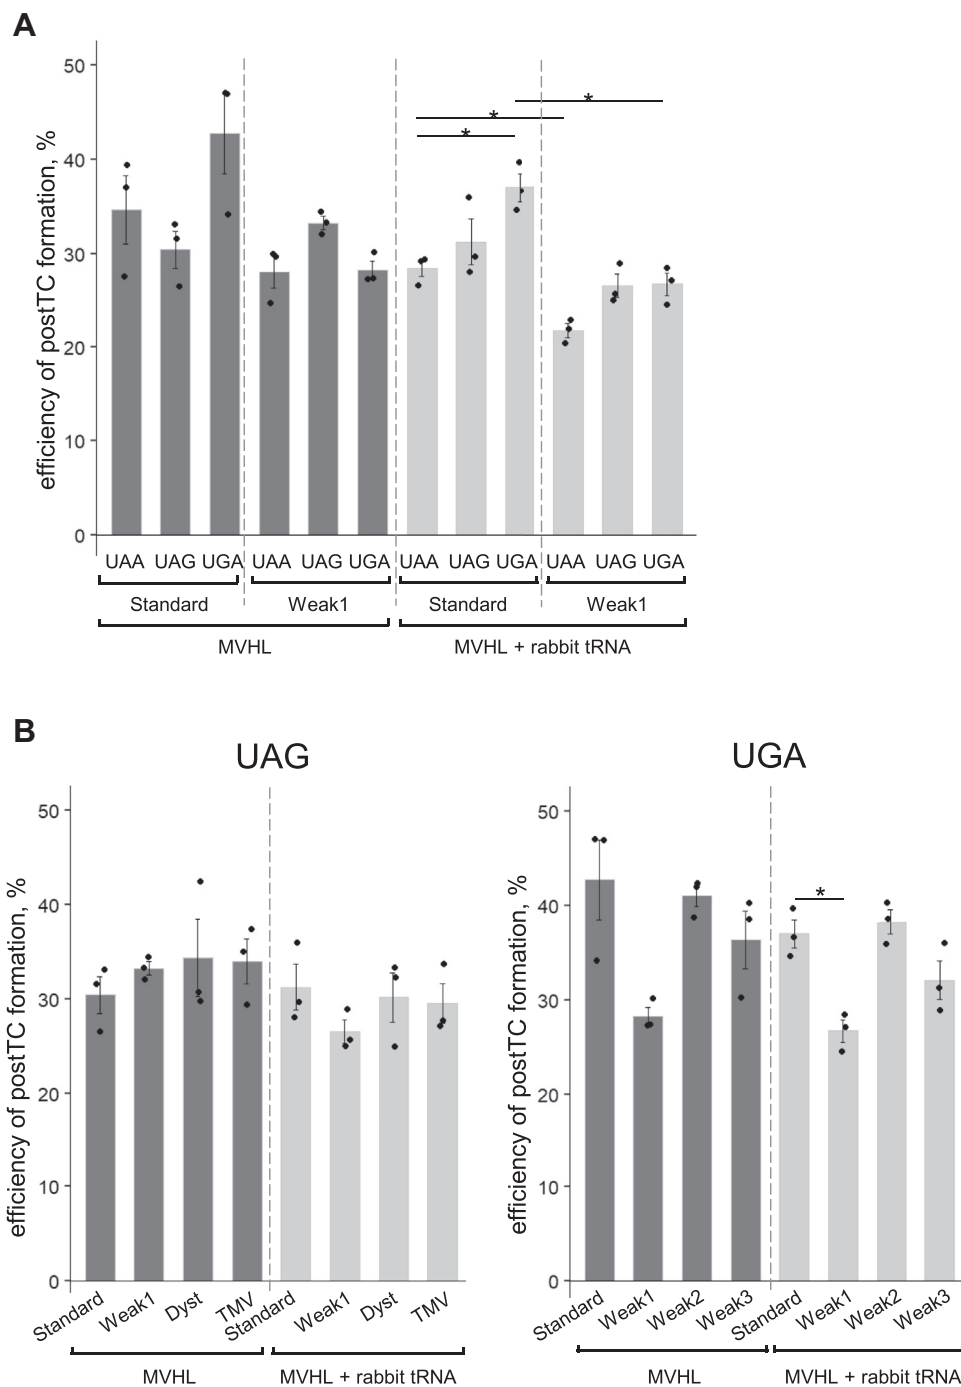 A
efficiency of postTC formation, %
50
40
30
20
10
0
* * *
UAA UAG UGA UAA UAG UGA UAA UAG UGA UAA UAG UGA
Standard Weak1 Standard Weak1
MVHL MVHL + rabbit tRNA
B
UAG
efficiency of postTC formation, %
50
40
30
20
10
0
Standard Weak1 Dyst TMV Standard Weak1 Dyst TMV
MVHL MVHL + rabbit tRNA
UGA
efficiency of postTC formation, %
50
40
30
20
10
0
*
Standard Weak1 Weak2 Weak3 Standard Weak1 Weak2 Weak3
MVHL MVHL + rabbit tRNA